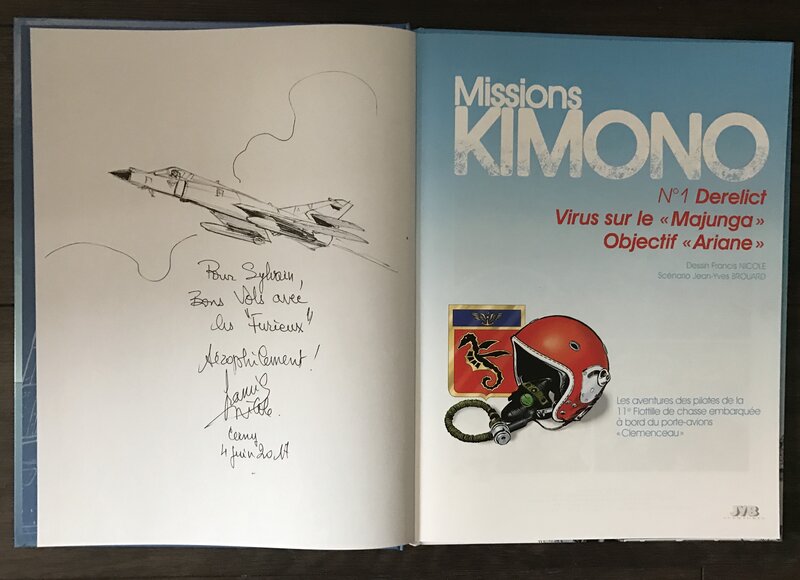 Pour Sylvain,
Bons Vols avec
les "Furieux"
Aérophilement!
Cerny
4 juin 2017
Missions
KIMONO
N°1 Derelict
Virus sur le «Majunga»
Objectif «Ariane»
Dessin Francis NICOLE
Scénario Jean-Yves BROUARD
Les aventures des pilotes de la
11e Flottille de chasse embarquée
à bord du porte-avions
«Clemenceau»
JYB